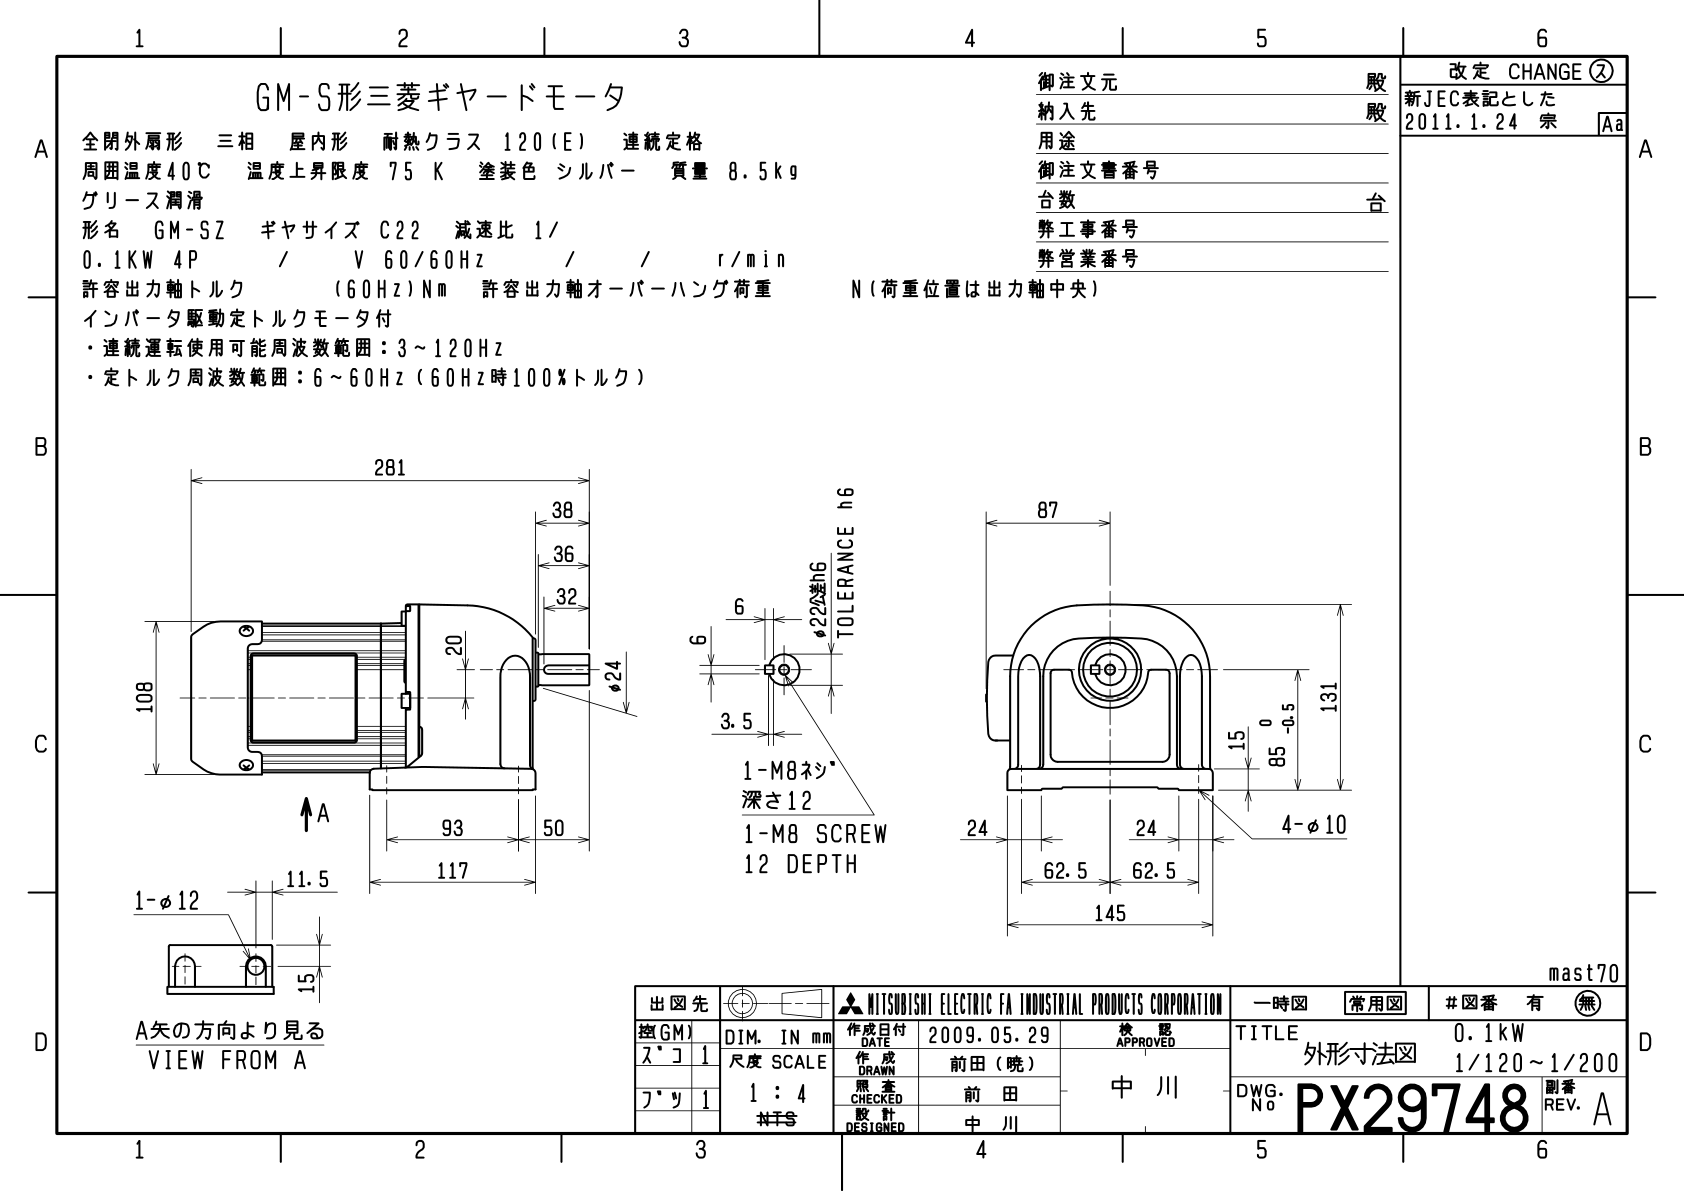 1 2 3 4 5 6
GM-S形三菱ギヤードモータ
全閉外扇形 三相 屋内形 耐熱クラス 120(E) 連続定格
周囲温度40℃ 温度上昇限度 75 K 塗装色 シルバー 質量 8.5kg
グリース潤滑
形名 GM-SZ ギヤサイズ C22 減速比 1/
0.1KW 4P / V 60/60Hz / / r/min
許容出力軸トルク (60Hz)Nm 許容出力軸オーバーハング荷重 N(荷重位置は出力軸中央)
インバータ駆動定トルクモータ付
・連続運転使用可能周波数範囲：3~120Hz
・定トルク周波数範囲：6~60Hz(60Hz時100%トルク)
御注文元 殿
納入先 殿
用途
御注文書番号
台数 台
弊工事番号
弊営業番号
改定 CHANGE ス
新JEC表記とした
2011.1.24 宗 Aa
A A
B B
C C
D D
281
38
36
32
20
φ24
108
93 50
117
A
6
6
3.5
φ22公差h6
TOLERANCE h6
1-M8ネジ
深さ12
1-M8 SCREW
12 DEPTH
87
131
15
85 0 -0.5
24 24
4-φ10
62.5 62.5
145
11.5
1-φ12
15
A矢の方向より見る
VIEW FROM A
mast70
出図先
控(GM)
ズコ 1
ブツ 1
DIM. IN mm
尺度 SCALE
1 : 4
NTS
MITSUBISHI ELECTRIC FA INDUSTRIAL PRODUCTS CORPORATION
作成日付 DATE 2009.05.29
作成 DRAWN 前田(暁)
照査 CHECKED 前田
設計 DESIGNED 中川
検認 APPROVED
中川
一時図 常用図 #図番 有 無
TITLE 0.1kW
外形寸法図 1/120~1/200
DWG. No PX29748
副番 REV. A
1 2 3 4 5 6